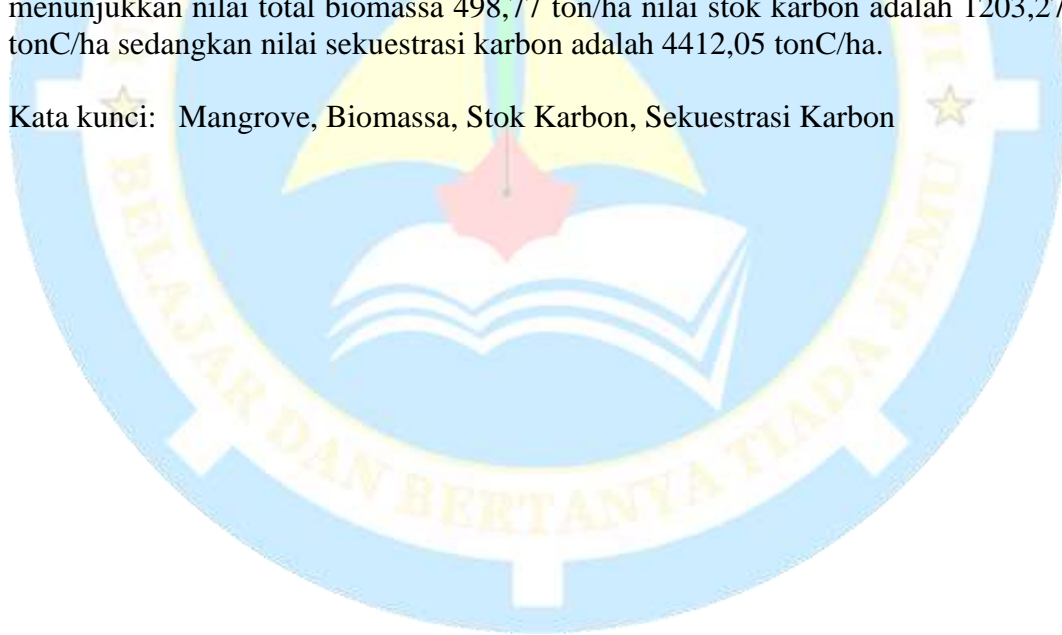 menunjukkan nilai total biomassa 498,77 ton/ha nilai stok karbon adalah 1203,27
tonC/ha sedangkan nilai sekuestrasi karbon adalah 4412,05 tonC/ha.
Kata kunci: Mangrove, Biomassa, Stok Karbon, Sekuestrasi Karbon
BELAJAR DAN BERTANYA TIADA JEMU